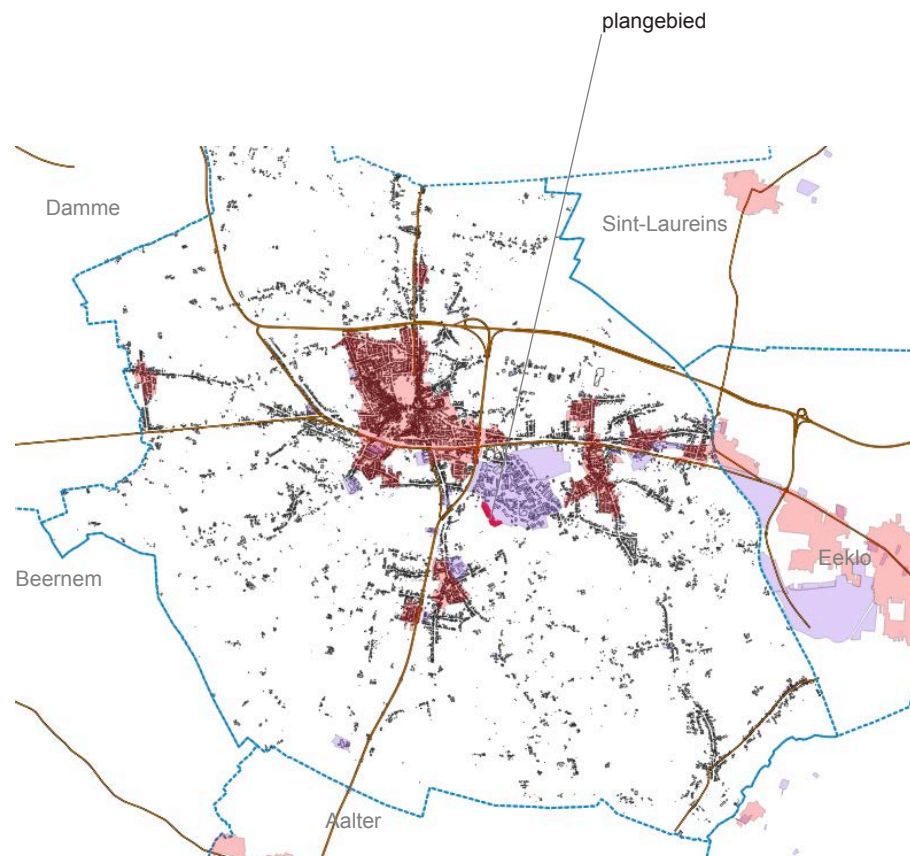 plangebied
Damme
Sint-Laureins
Eeklo
Beernem
Aalter